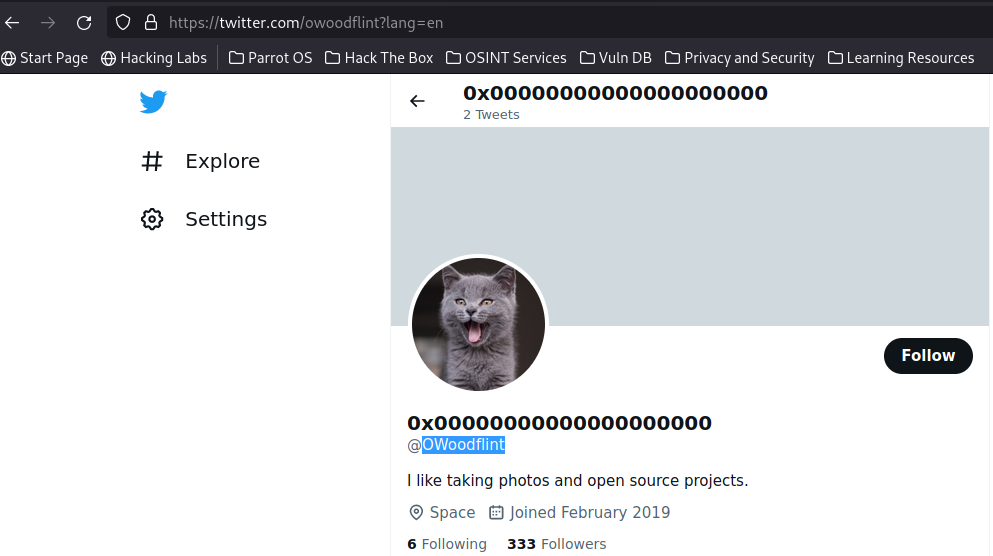 https://twitter.com/owoodflint?lang=en
Start Page Hacking Labs Parrot OS Hack The Box OSINT Services Vuln DB Privacy and Security Learning Resources
0x00000000000000000000
2 Tweets
Explore
Settings
Follow
0x00000000000000000000
@OWoodflint
I like taking photos and open source projects.
Space Joined February 2019
6 Following 333 Followers